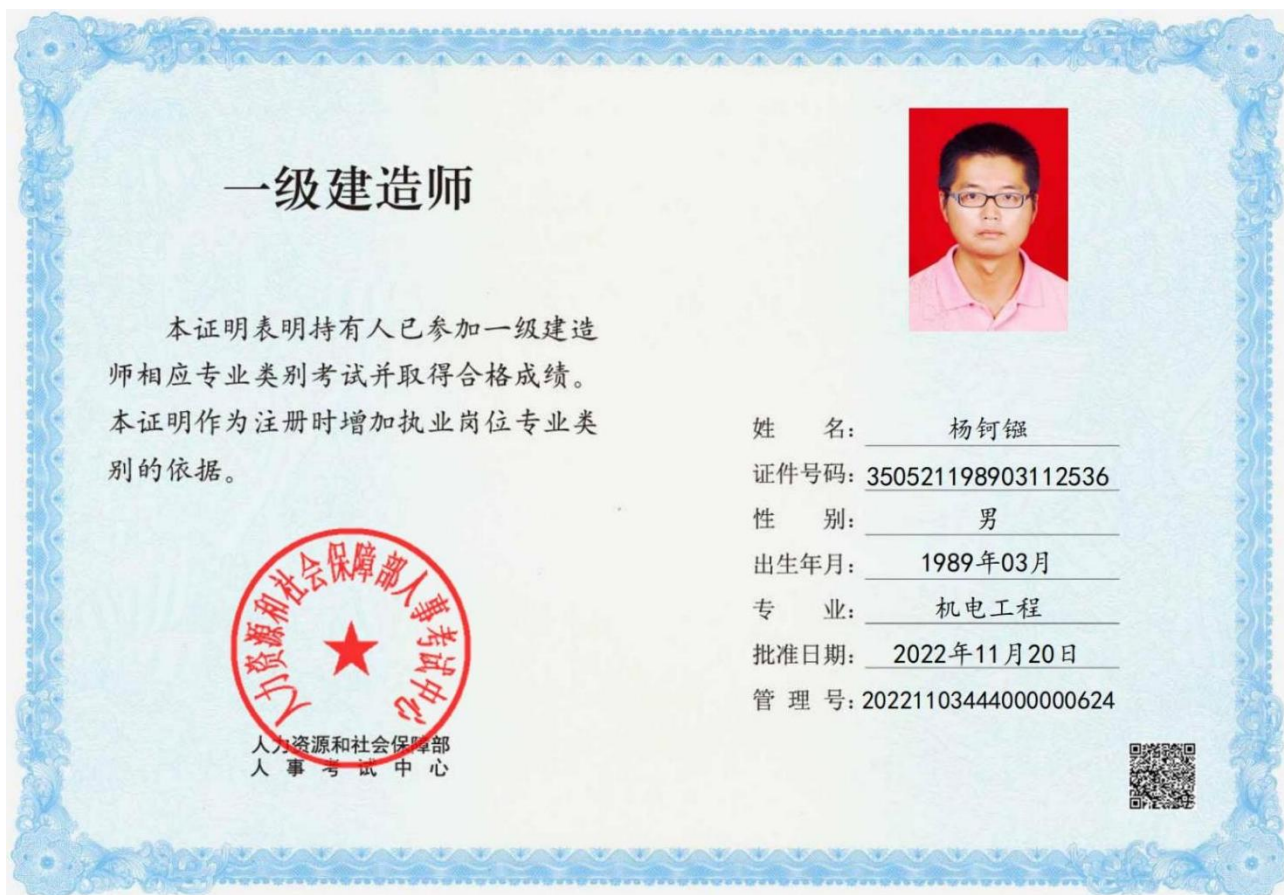 一级建造师
本证明表明持有人已参加一级建造
师相应专业类别考试并取得合格成绩。
本证明作为注册时增加执业岗位专业类
别的依据。
人力资源和社会保障部人事考试中心
人力资源和社会保障部
人事考试中心
姓 名: 杨钶镪
证件号码: 350521198903112536
性 别: 男
出生年月: 1989年03月
专 业: 机电工程
批准日期: 2022年11月20日
管 理 号: 20221103444000000624